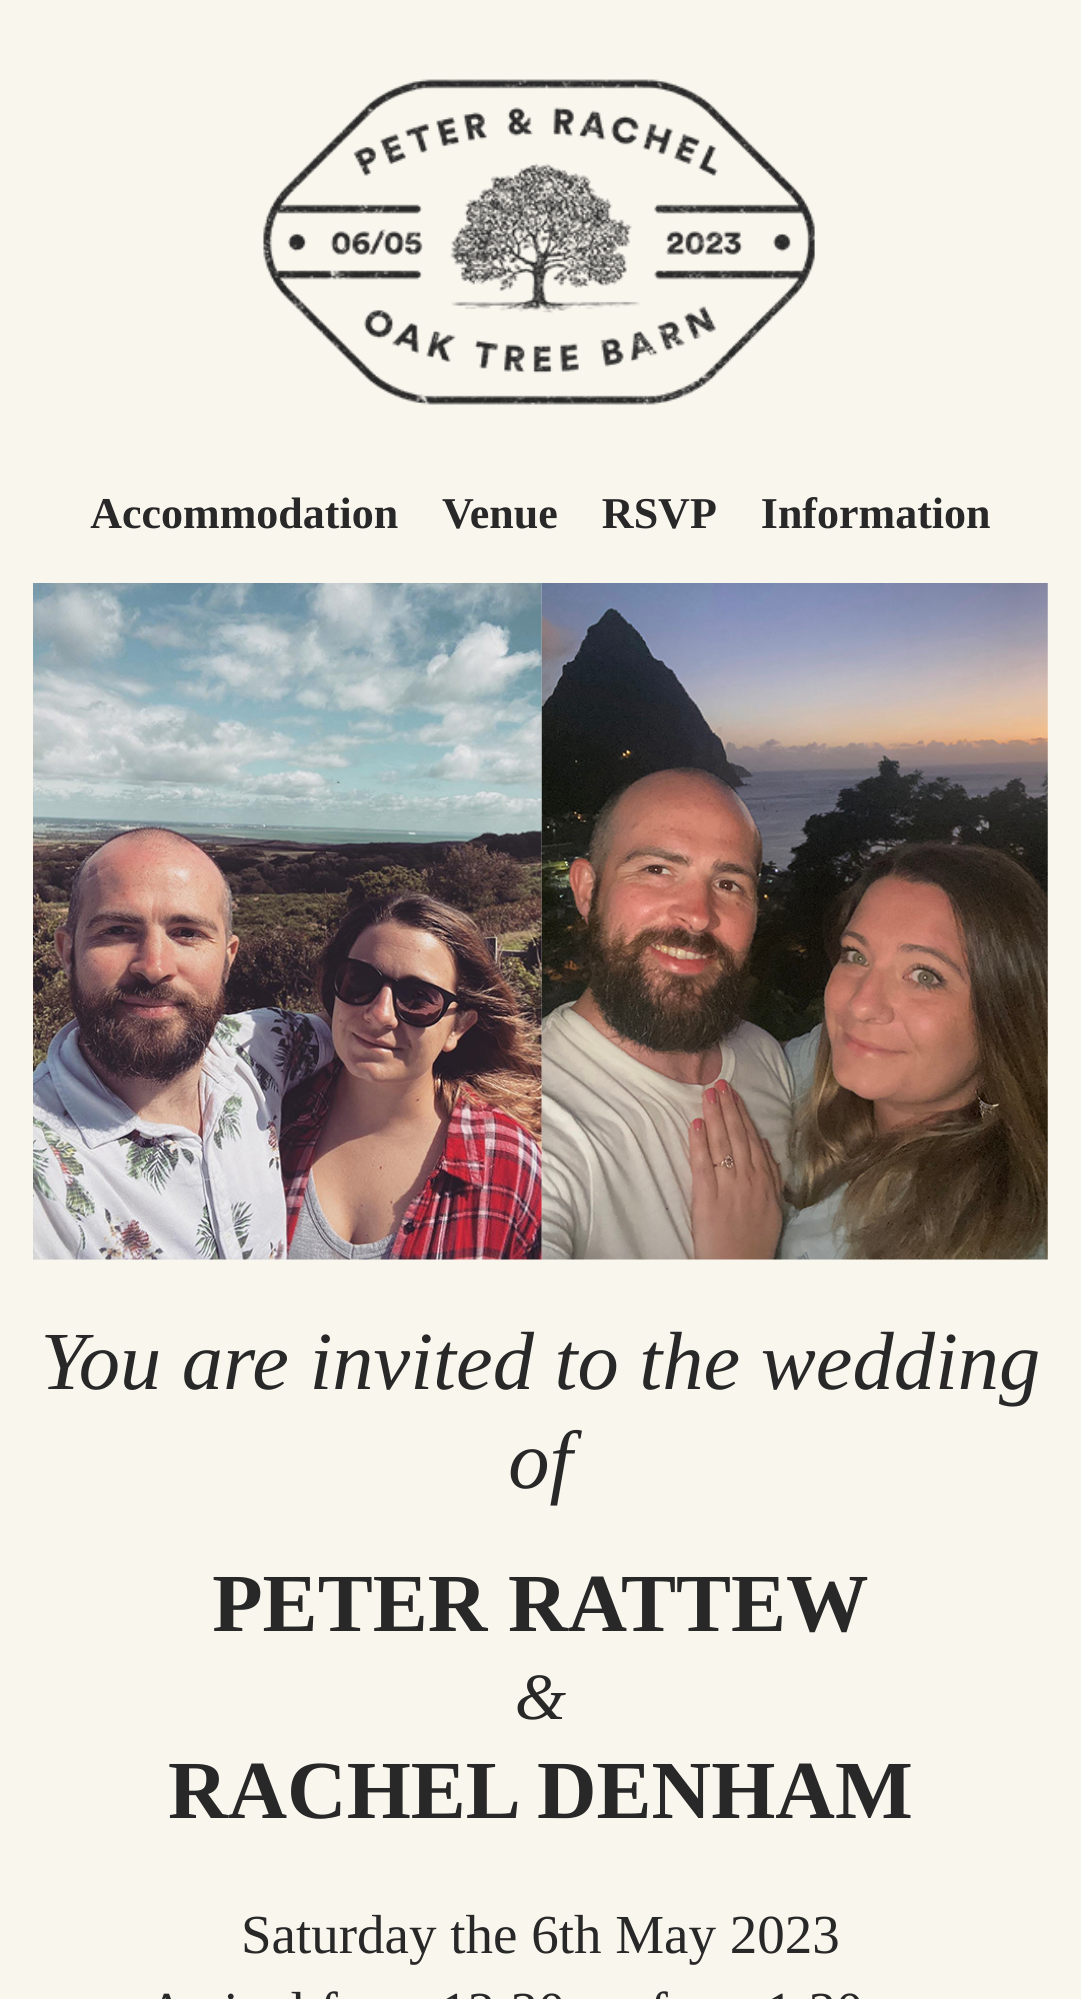 PETER & RACHEL
06/05 2023
OAK TREE BARN
Accommodation Venue RSVP Information
You are invited to the wedding
of
PETER RATTEW
&
RACHEL DENHAM
Saturday the 6th May 2023